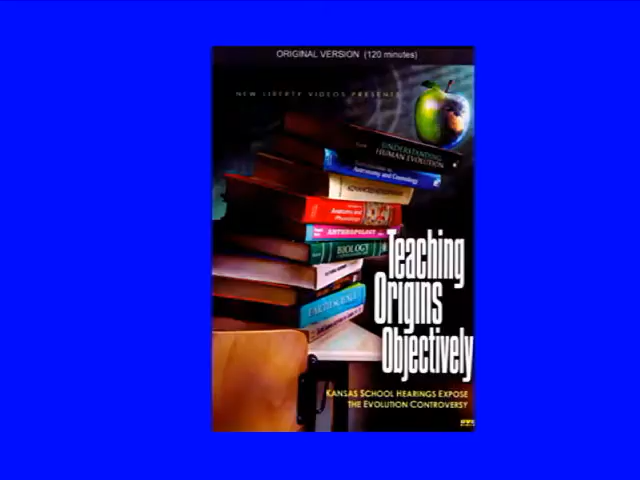 ORIGINAL VERSION (120 minutes)
NEW LIBERTY VIDEOS PRESENTS
UNDERSTANDING
HUMAN EVOLUTION
Astronomy and Cosmology
ADVANCED
Anatomy and
Physiology
ANTHROPOLOGY
BIOLOGY
EARTH SCIENCE
Teaching
Origins
Objectively
KANSAS SCHOOL HEARINGS EXPOSE
THE EVOLUTION CONTROVERSY